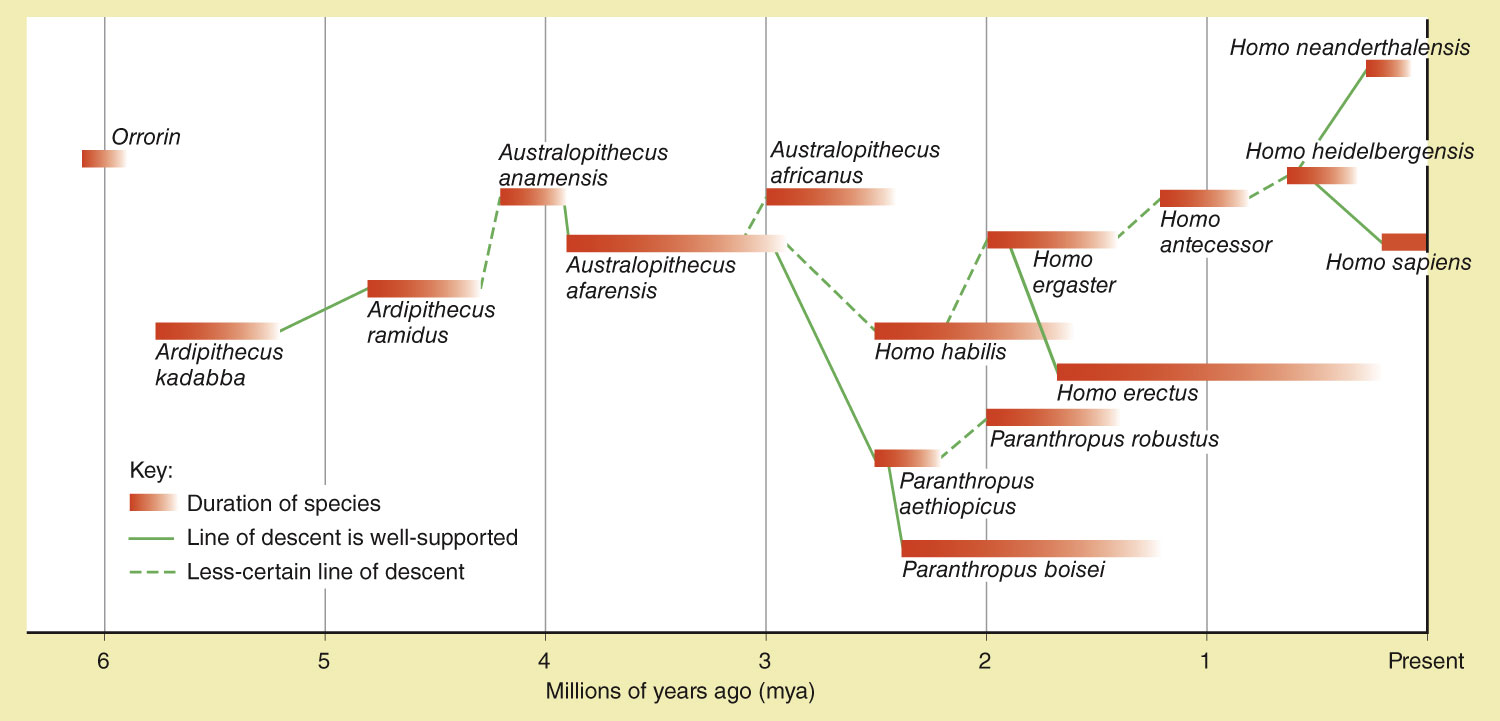 Homo neanderthalensis
Orrorin
Australopithecus
anamensis
Australopithecus
africanus
Homo heidelbergensis
Homo
antecessor
Homo
ergaster
Homo sapiens
Australopithecus
afarensis
Ardipithecus
ramidus
Ardipithecus
kadabba
Homo habilis
Homo erectus
Paranthropus robustus
Paranthropus
aethiopicus
Paranthropus boisei
Key:
Duration of species
Line of descent is well-supported
Less-certain line of descent
6 5 4 3 2 1 Present
Millions of years ago (mya)